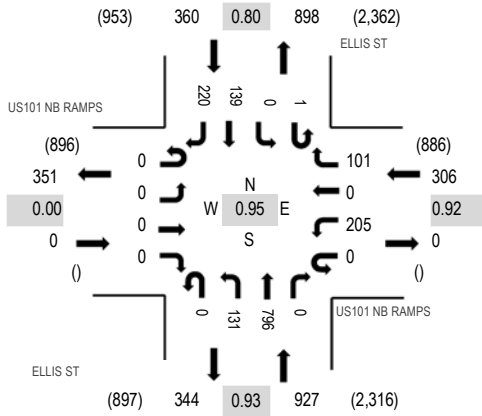 (953) 360 0.80 898 (2,362)
ELLIS ST
US101 NB RAMPS
220 139 0 1
(896) 0 101 (886)
351 0 N 0 306
0.00 0 W 0.95 E 205 0.92
0 0 S 0 0
() ()
0 131 796 0
US101 NB RAMPS
ELLIS ST
(897) 344 0.93 927 (2,316)